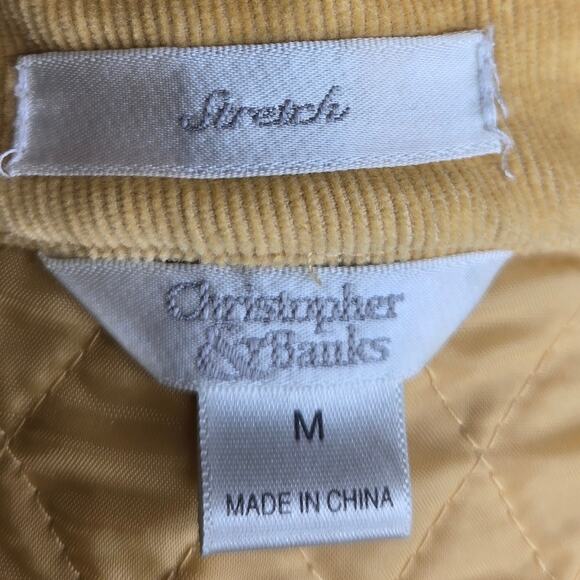 Stretch
Christopher
& Banks
M
MADE IN CHINA